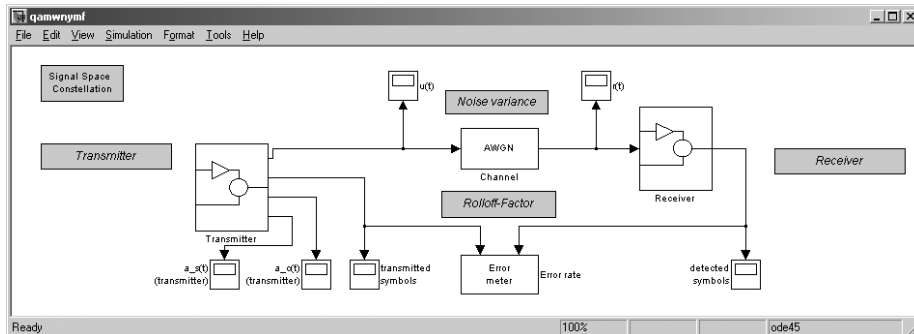 qamwnymf
File Edit View Simulation Format Tools Help
Signal Space
Constellation
u(t)
r(t)
Noise variance
Transmitter
AWGN
Channel
Receiver
Rolloff-Factor
Receiver
Transmitter
a_s(t)
(transmitter)
a_c(t)
(transmitter)
transmitted
symbols
Error
meter
Error rate
detected
symbols
Ready 100% ode45